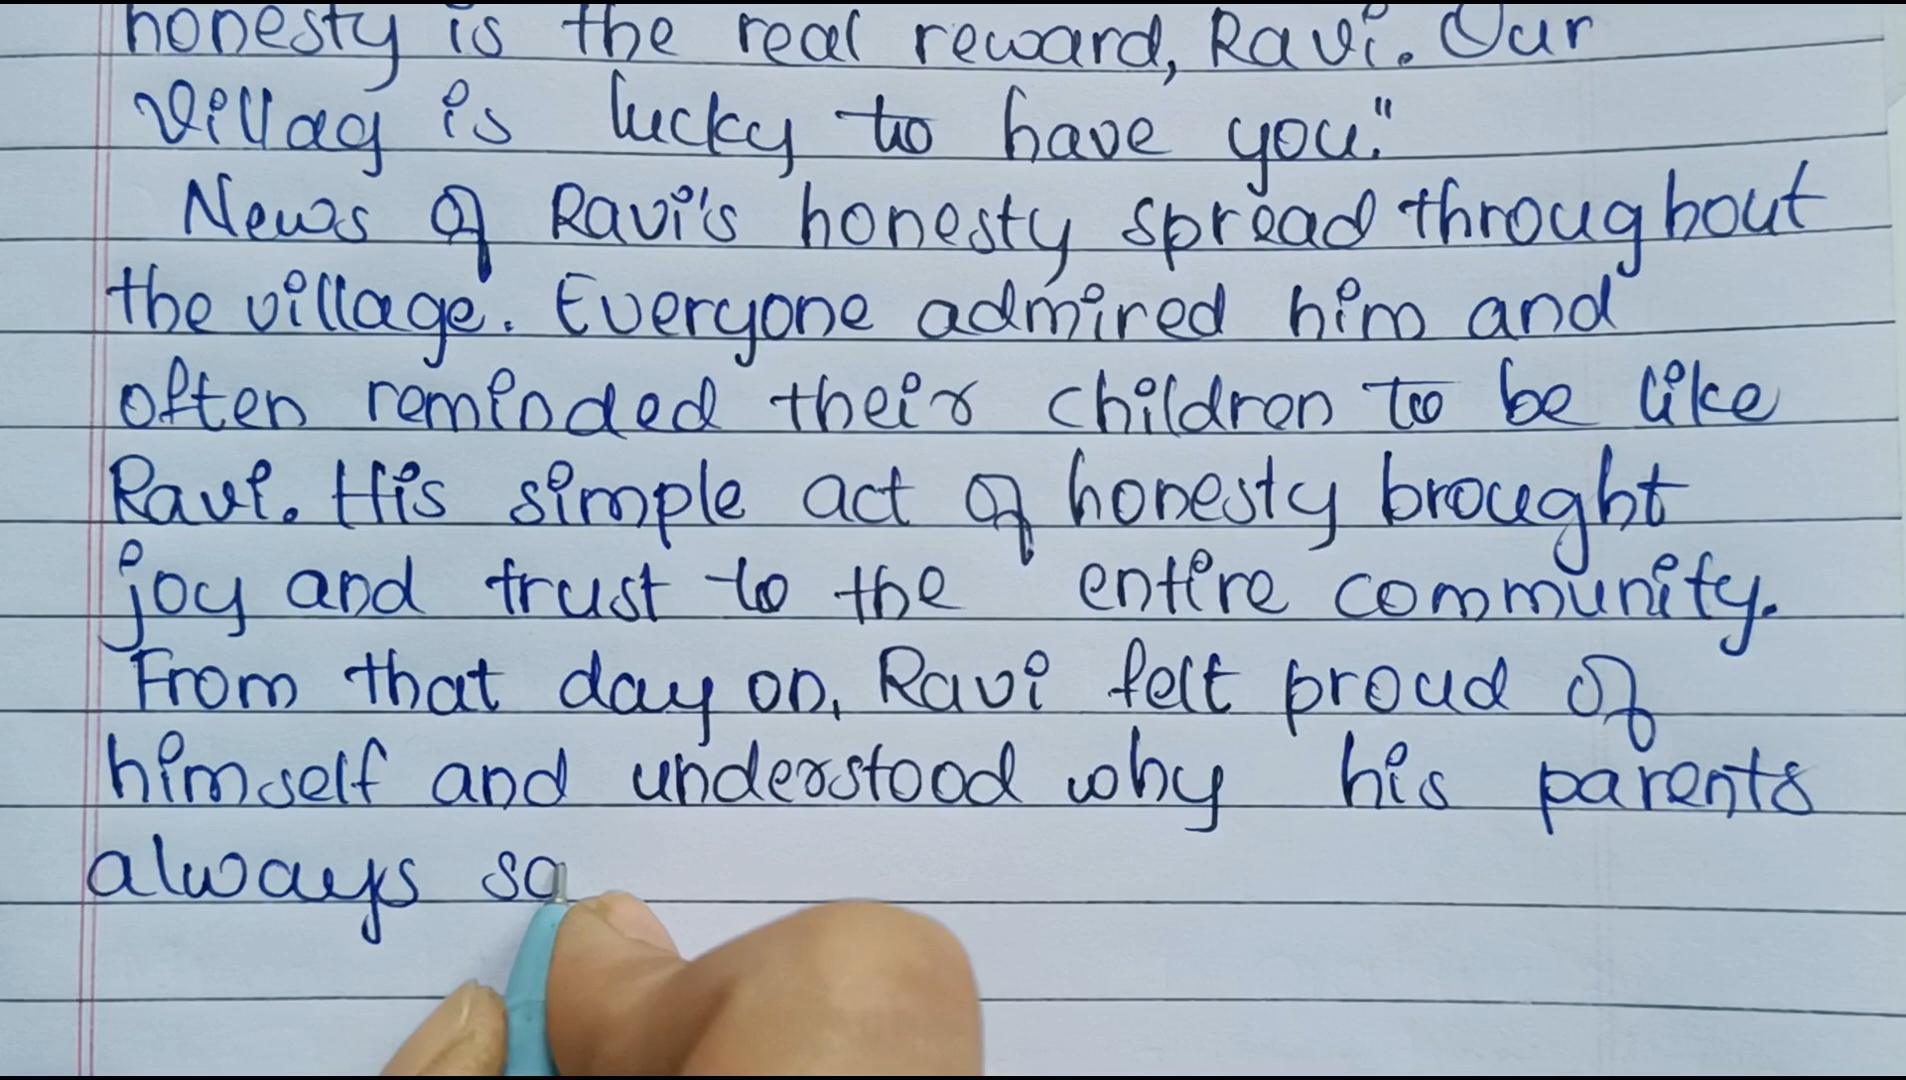 honesty is the real reward, Ravi. Our
Villag is lucky to have you."
News of Ravi's honesty spread throughout
the village. Everyone admired him and
often reminded their children to be like
Ravi. His simple act of honesty brought
joy and trust to the entire community.
From that day on, Ravi felt proud of
himself and understood why his parents
always sa